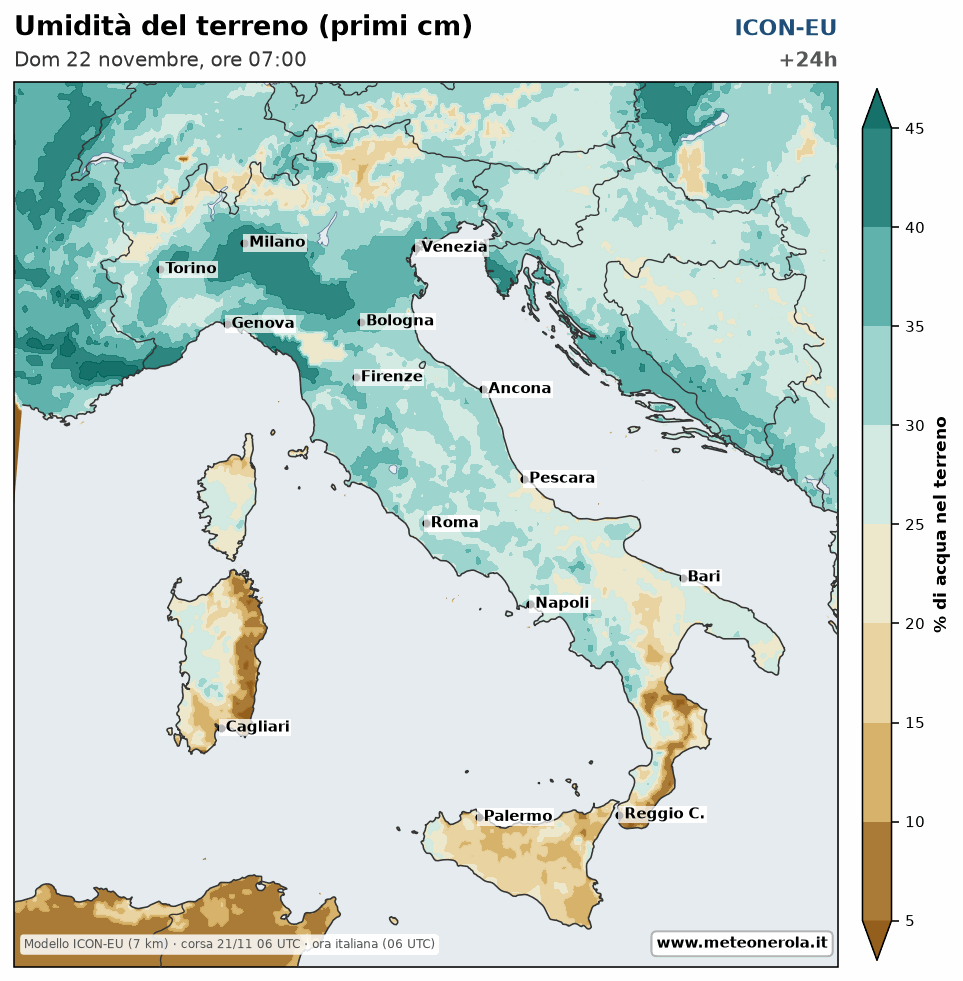 Umidità del terreno (primi cm)
ICON-EU
Dom 22 novembre, ore 07:00
+24h
Milano
Venezia
Torino
Genova
Bologna
Firenze
Ancona
Pescara
Roma
Bari
Napoli
Cagliari
Palermo
Reggio C.
45
40
35
30
25
20
15
10
5
% di acqua nel terreno
Modello ICON-EU (7 km) · corsa 21/11 06 UTC · ora italiana (06 UTC)
www.meteonerola.it